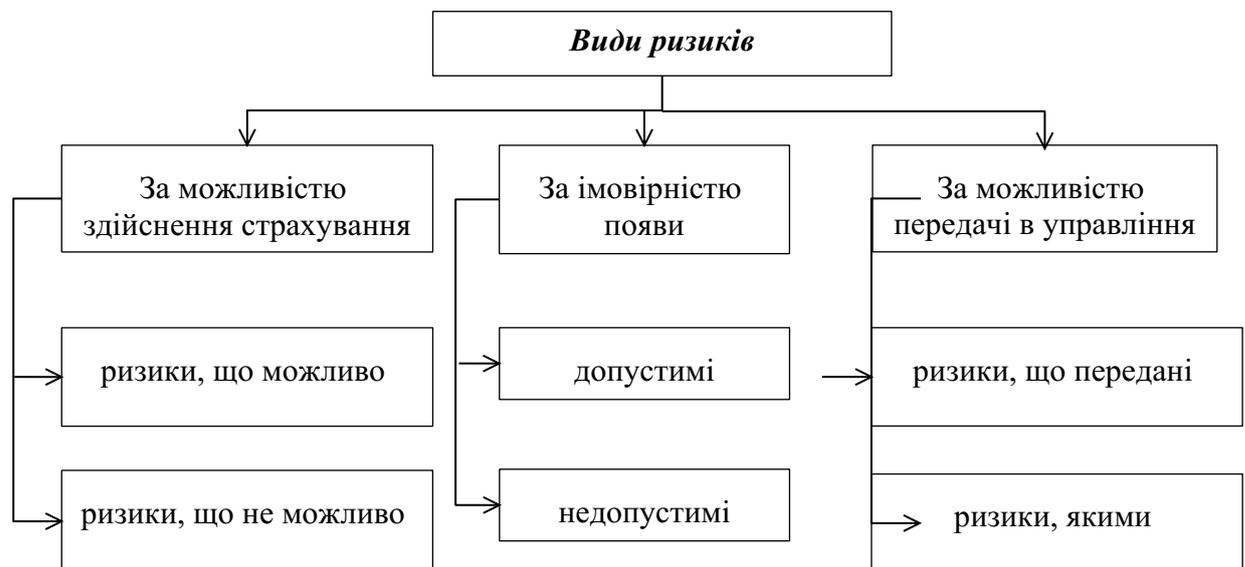 Види ризиків
За можливістю
здійснення страхування
За імовірністю
появи
За можливістю
передачі в управління
ризики, що можливо
допустимі
ризики, що передані
ризики, що не можливо
недопустимі
ризики, якими